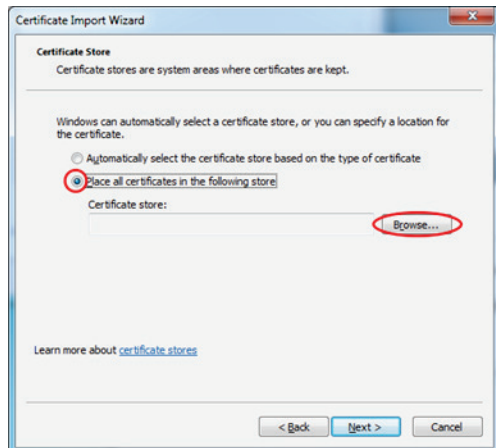 Certificate Import Wizard
Certificate Store
Certificate stores are system areas where certificates are kept.
Windows can automatically select a certificate store, or you can specify a location for
the certificate.
Automatically select the certificate store based on the type of certificate
Place all certificates in the following store
Certificate store:
Browse...
Learn more about certificate stores
< Back Next > Cancel